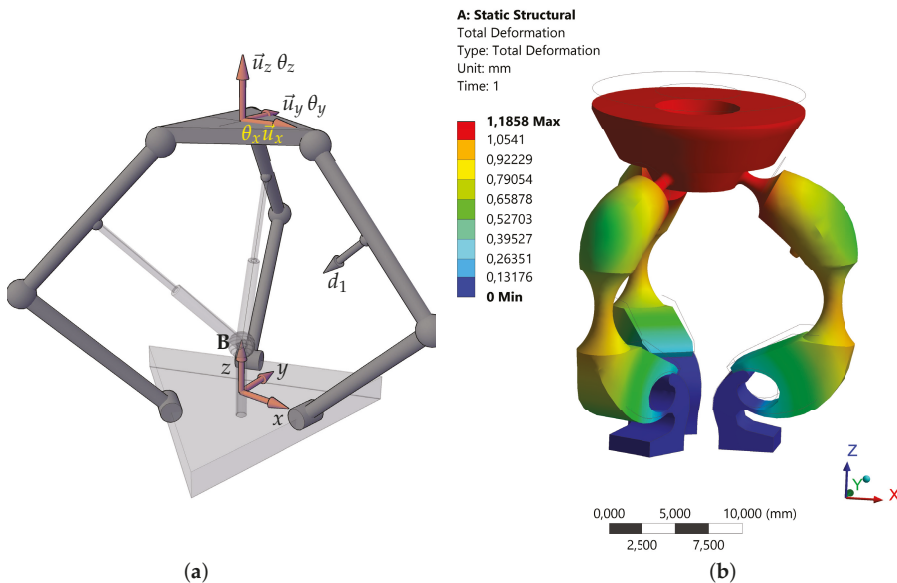 u⃗z θz
u⃗y θy
θx u⃗x
d1
B
z
y
x
(a)
(b)
A: Static Structural
Total Deformation
Type: Total Deformation
Unit: mm
Time: 1
1,1858 Max
1,0541
0,92229
0,79054
0,65878
0,52703
0,39527
0,26351
0,13176
0 Min
Z
Y
X
0,000 5,000 10,000 (mm)
2,500 7,500